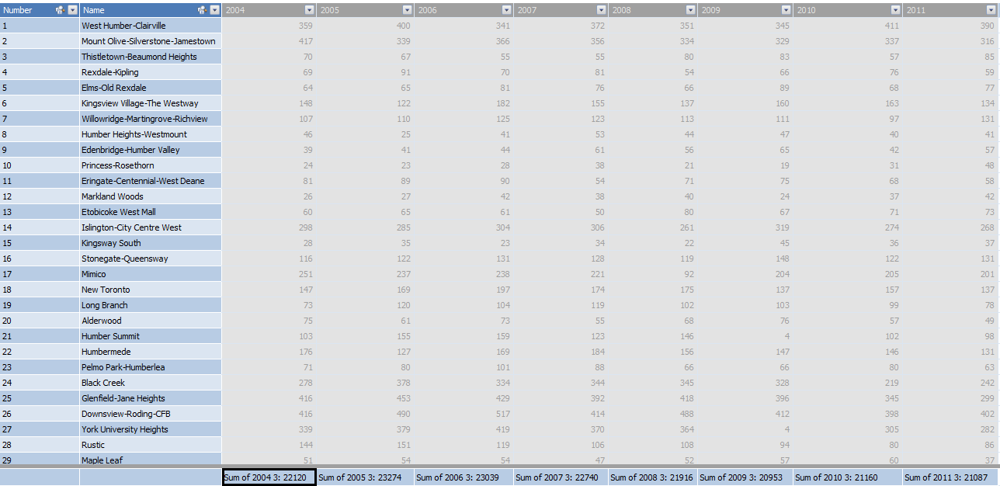 Number Name 2004 2005 2006 2007 2008 2009 2010 2011
1 West Humber-Clairville 359 400 341 372 351 345 411 390
2 Mount Olive-Silverstone-Jamestown 417 339 366 356 334 329 337 316
3 Thistletown-Beaumond Heights 70 67 55 55 80 83 57 85
4 Rexdale-Kipling 69 91 70 81 54 66 76 59
5 Elms-Old Rexdale 64 65 81 76 66 89 68 77
6 Kingsview Village-The Westway 148 122 182 155 137 160 163 134
7 Willowridge-Martingrove-Richview 107 110 125 123 113 111 97 131
8 Humber Heights-Westmount 46 25 41 53 44 47 40 41
9 Edenbridge-Humber Valley 39 41 44 61 56 65 42 57
10 Princess-Rosethorn 24 23 28 38 21 19 31 48
11 Eringate-Centennial-West Deane 81 89 90 54 71 75 68 58
12 Markland Woods 26 27 42 38 40 24 37 42
13 Etobicoke West Mall 60 65 61 50 80 67 71 73
14 Islington-City Centre West 298 285 304 306 261 319 274 268
15 Kingsway South 28 35 23 34 22 45 36 37
16 Stonegate-Queensway 116 122 131 128 119 148 122 131
17 Mimico 251 237 238 221 92 204 205 201
18 New Toronto 147 169 197 174 175 137 157 137
19 Long Branch 73 120 104 119 102 103 99 78
20 Alderwood 75 61 73 55 68 76 57 49
21 Humber Summit 103 155 159 123 146 4 102 98
22 Humbermede 176 127 169 184 156 147 146 131
23 Pelmo Park-Humberlea 71 80 101 88 66 66 80 63
24 Black Creek 278 378 334 344 345 328 219 242
25 Glenfield-Jane Heights 416 453 429 392 418 396 345 299
26 Downsview-Roding-CFB 416 490 517 414 488 412 398 402
27 York University Heights 339 379 419 370 364 4 305 282
28 Rustic 144 151 119 106 108 94 80 86
29 Maple Leaf 51 54 54 47 52 57 60 37
Sum of 2004 3: 22120 Sum of 2005 3: 23274 Sum of 2006 3: 23039 Sum of 2007 3: 22740 Sum of 2008 3: 21916 Sum of 2009 3: 20953 Sum of 2010 3: 21160 Sum of 2011 3: 21087